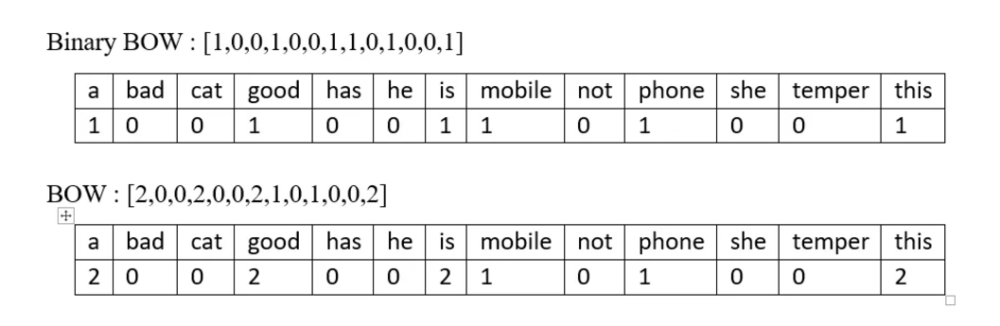 Binary BOW : [1,0,0,1,0,0,1,1,0,1,0,0,1]
a bad cat good has he is mobile not phone she temper this
1 0 0 1 0 0 1 1 0 1 0 0 1
BOW : [2,0,0,2,0,0,2,1,0,1,0,0,2]
a bad cat good has he is mobile not phone she temper this
2 0 0 2 0 0 2 1 0 1 0 0 2